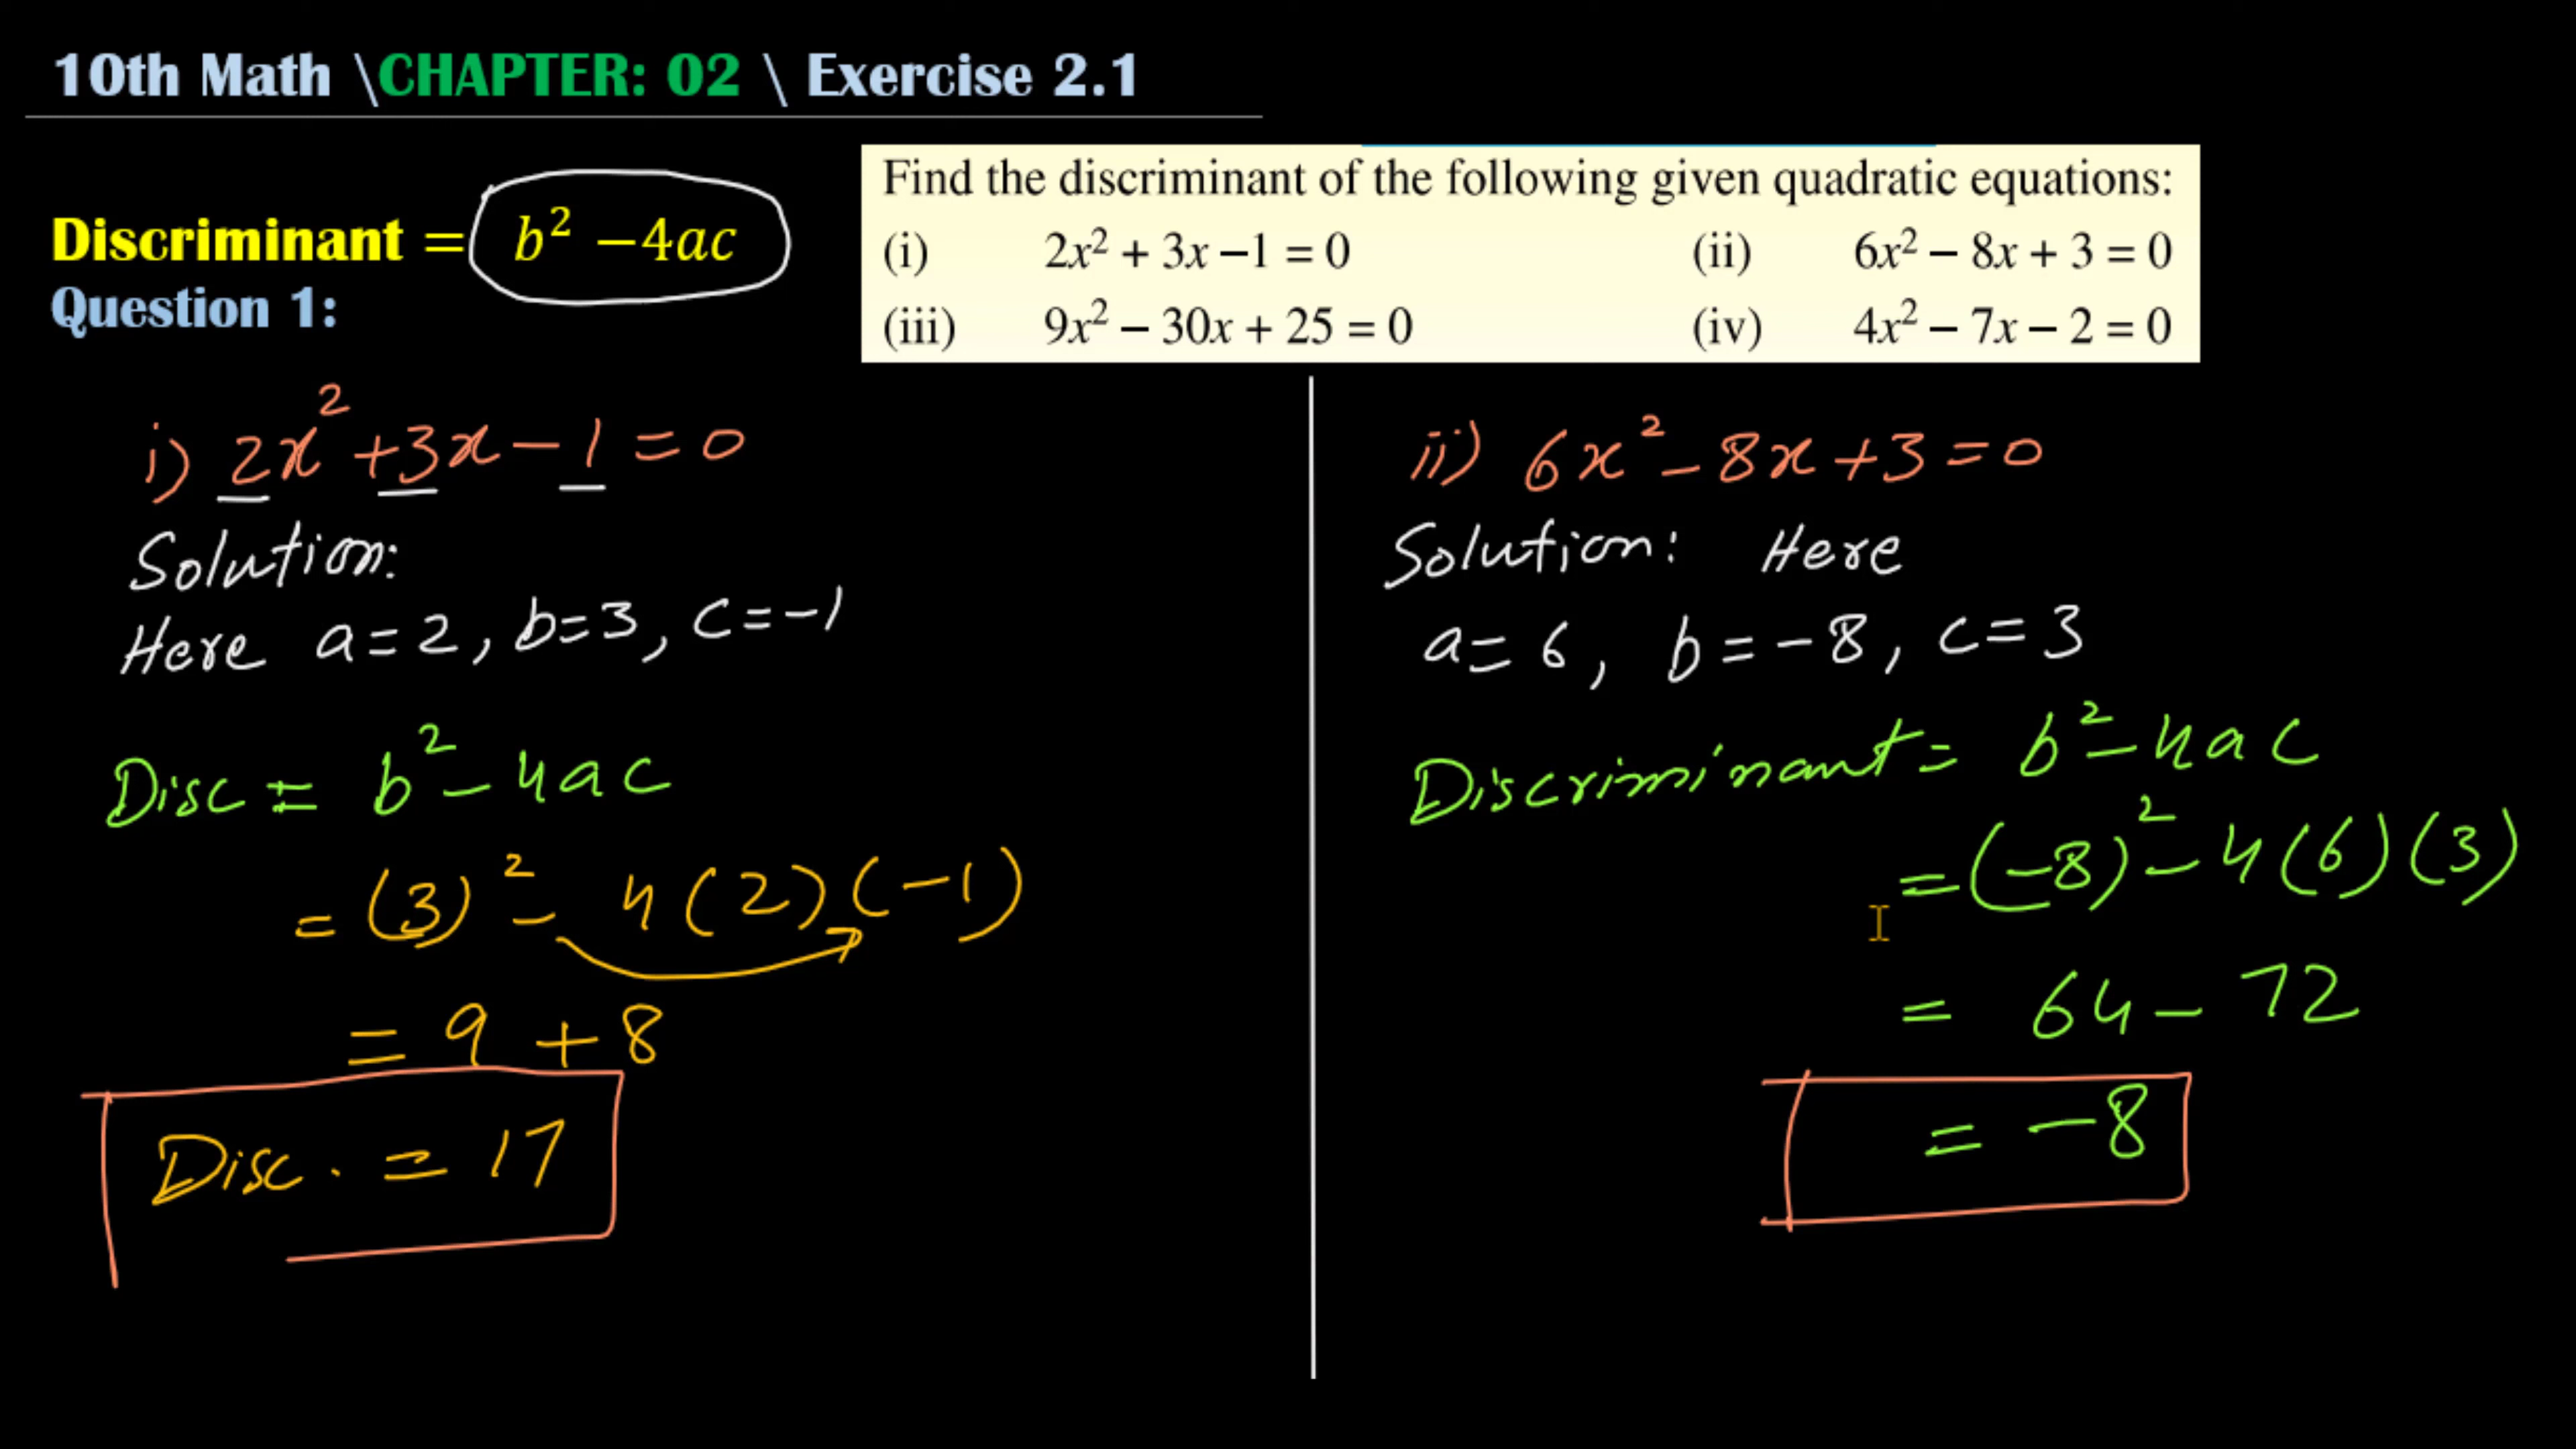 10th Math \CHAPTER: 02 \ Exercise 2.1
Discriminant = b² −4ac
Question 1:
Find the discriminant of the following given quadratic equations:
(i) 2x² + 3x −1 = 0 (ii) 6x² − 8x + 3 = 0
(iii) 9x² − 30x + 25 = 0 (iv) 4x² − 7x − 2 = 0
i) 2x² +3x − 1 = 0
Solution:
Here a=2, b=3, c=-1
Disc = b² − 4ac
= (3)² − 4(2)(-1)
= 9 + 8
Disc. = 17
ii) 6x² − 8x + 3 = 0
Solution: Here
a=6, b=-8, c=3
Discriminant = b² − 4ac
= (-8)² − 4(6)(3)
= 64 − 72
= -8